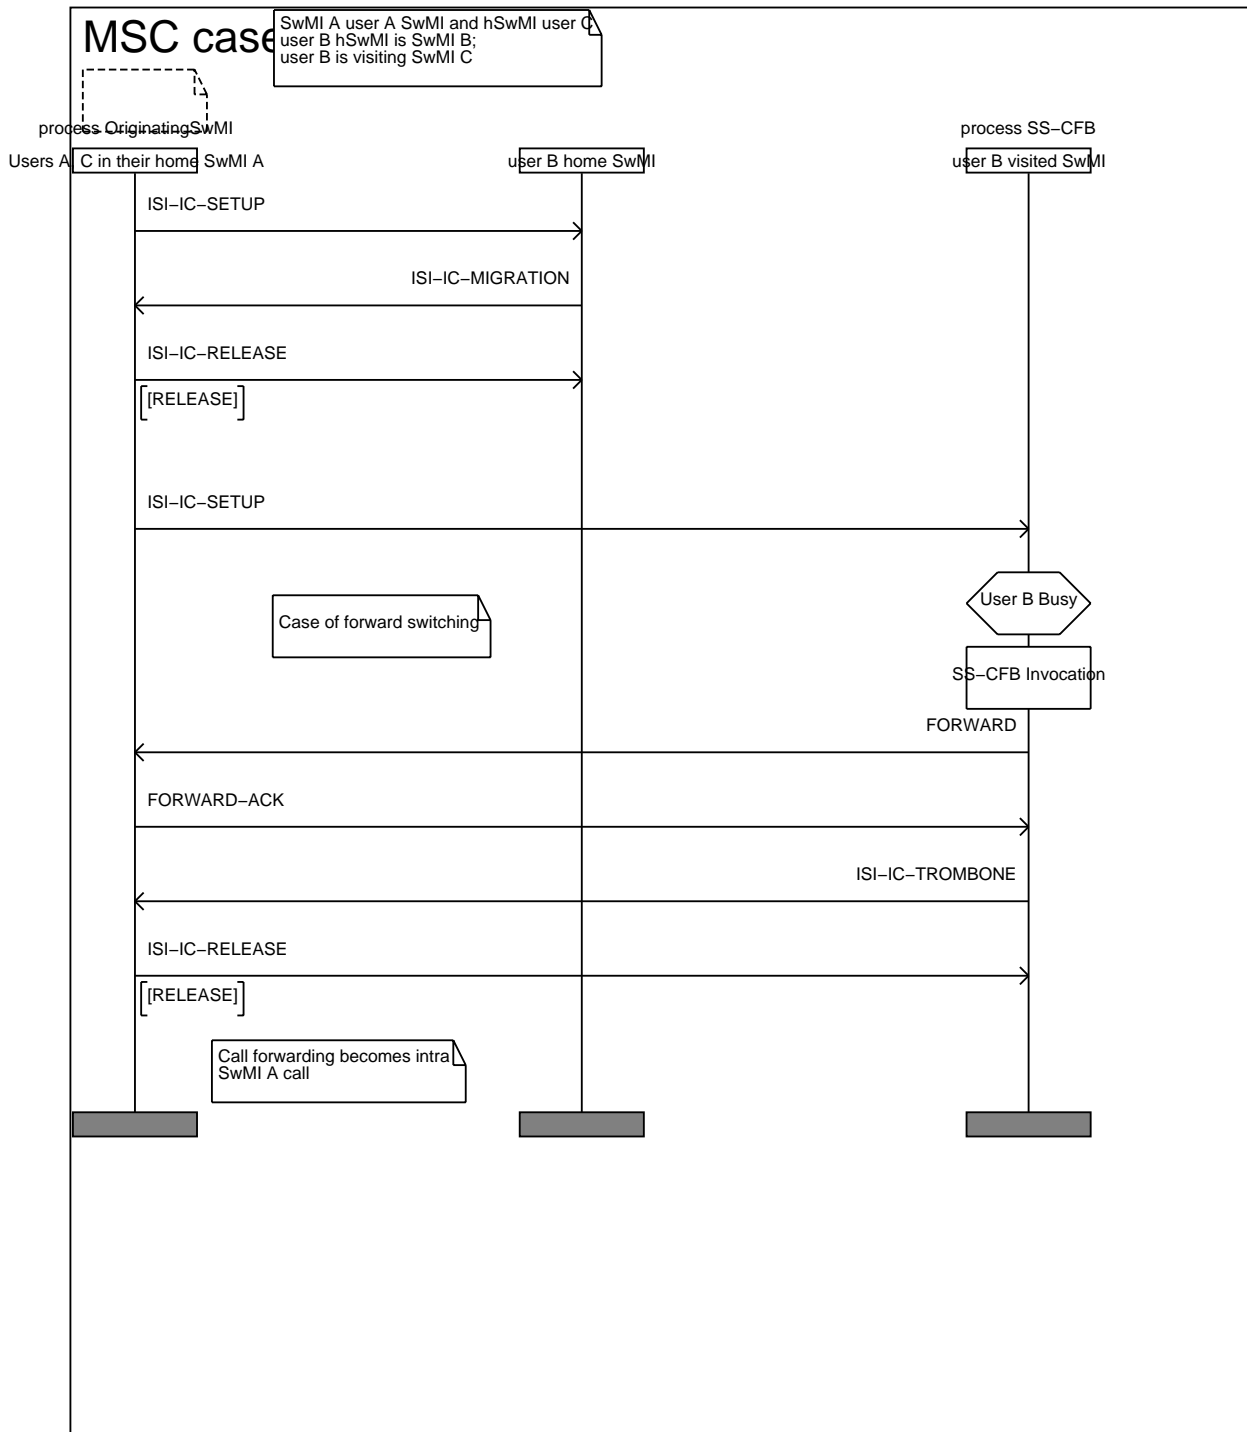 MSC case
SwMI A user A SwMI and hSwMI user C
user B hSwMI is SwMI B;
user B is visiting SwMI C
process OriginatingSwMI
process SS−CFB
Users A, C in their home SwMI A
user B home SwMI
user B visited SwMI
ISI−IC−SETUP
ISI−IC−MIGRATION
ISI−IC−RELEASE
[RELEASE]
ISI−IC−SETUP
User B Busy
Case of forward switching
SS−CFB Invocation
FORWARD
FORWARD−ACK
ISI−IC−TROMBONE
ISI−IC−RELEASE
[RELEASE]
Call forwarding becomes intra
SwMI A call